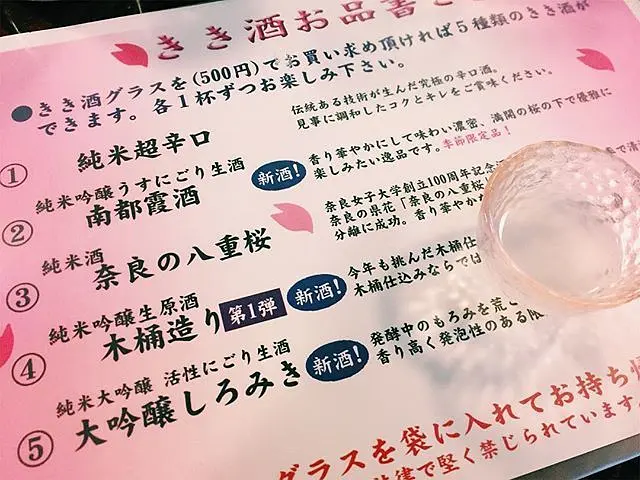 きき酒お品書き
●きき酒グラスを(500円)でお買い求め頂ければ5種類のきき酒が
できます。各1杯ずつお楽しみ下さい。
①
純米超辛口
伝統ある技術が生んだ究極の辛口酒。
見事に調和したコクとキレをご賞味ください。
②
純米吟醸うすにごり生酒
南都霞酒
新酒!
香り華やかにして味わい濃密、満開の桜の下で優雅に
楽しみたい逸品です。季節限定品!
③
純米酒
奈良の八重桜
奈良女子大学創立100周年記念
奈良の県花「奈良の八重桜
分離に成功。香り華やか
④
純米吟醸生原酒
木桶造り
第1弾
新酒!
今年も挑んだ木桶仕
木桶仕込みならでは
⑤
純米大吟醸 活性にごり生酒
大吟醸しろみき
新酒!
発酵中のもろみを荒
香り高く発泡性のある
グラスを袋に入れてお持ち
律で堅く禁じられています